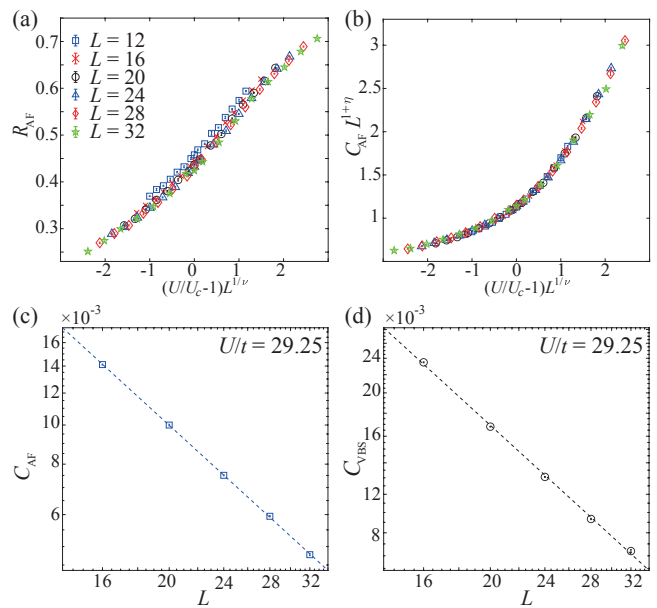 (a)
L = 12
L = 16
L = 20
L = 24
L = 28
L = 32
0.7
0.6
0.5
0.4
0.3
R_AF
-2 -1 0 1 2
(U/U_c-1)L^{1/ν}
(b)
3
2.5
2
1.5
1
C_AF L^{1+η}
-2 -1 0 1 2
(U/U_c-1)L^{1/ν}
(c)
×10^{-3}
U/t = 29.25
14
12
10
8
6
C_AF
16 20 24 28 32
L
(d)
×10^{-3}
U/t = 29.25
24
20
16
12
8
C_VBS
16 20 24 28 32
L